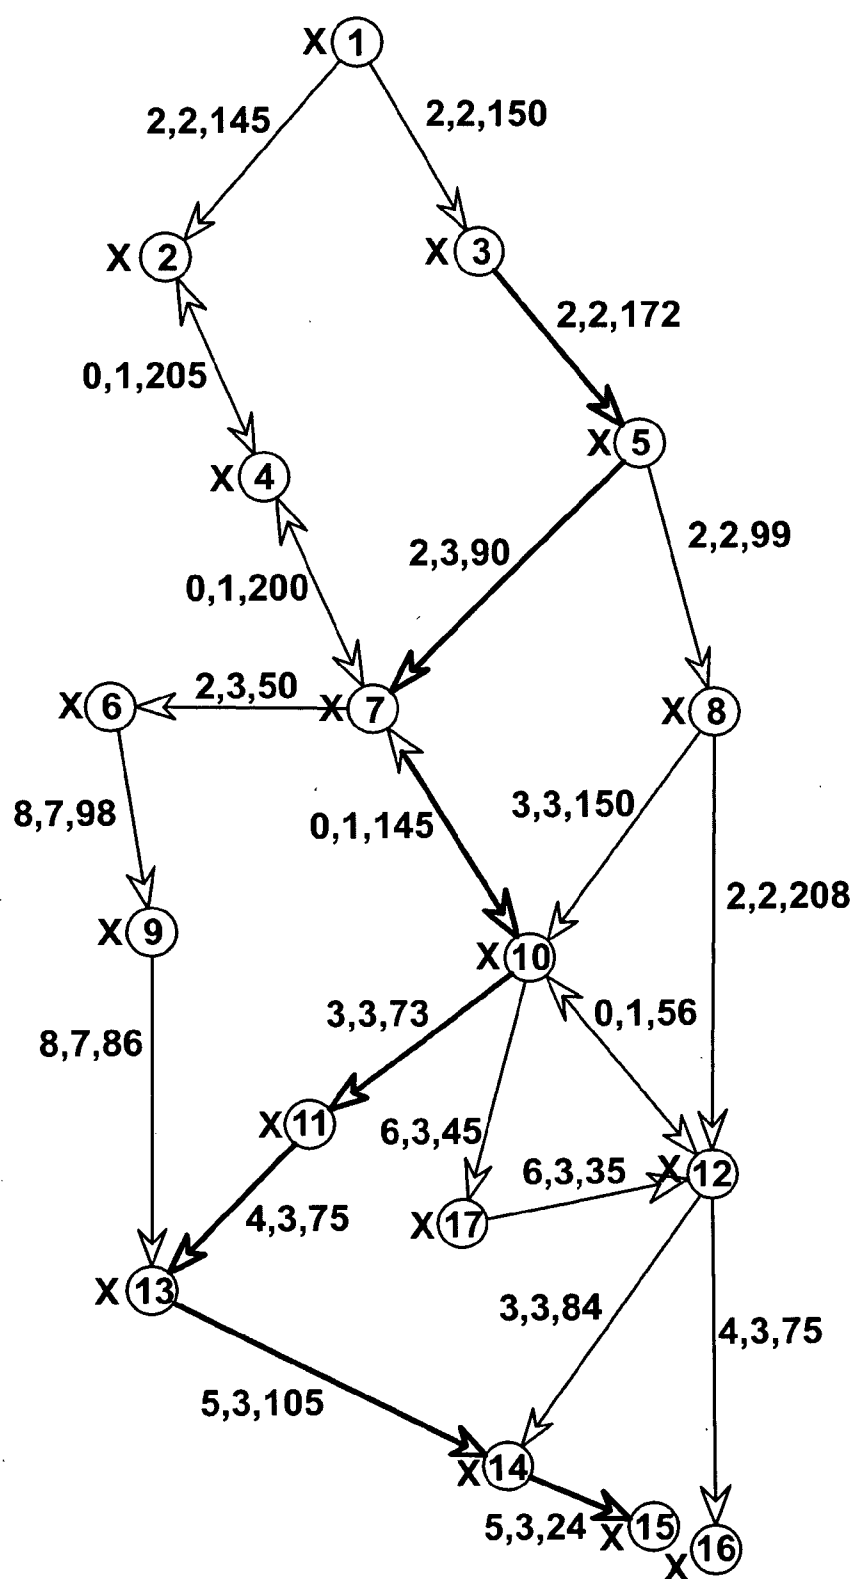 X 1
2,2,145
2,2,150
X 2
X 3
2,2,172
0,1,205
X 5
X 4
2,2,99
2,3,90
0,1,200
2,3,50
X 6
X 7
X 8
8,7,98
3,3,150
0,1,145
2,2,208
X 9
X 10
3,3,73
0,1,56
8,7,86
X 11
6,3,45
6,3,35
X 12
X 17
4,3,75
X 13
3,3,84
4,3,75
5,3,105
X 14
5,3,24
X 15
X 16